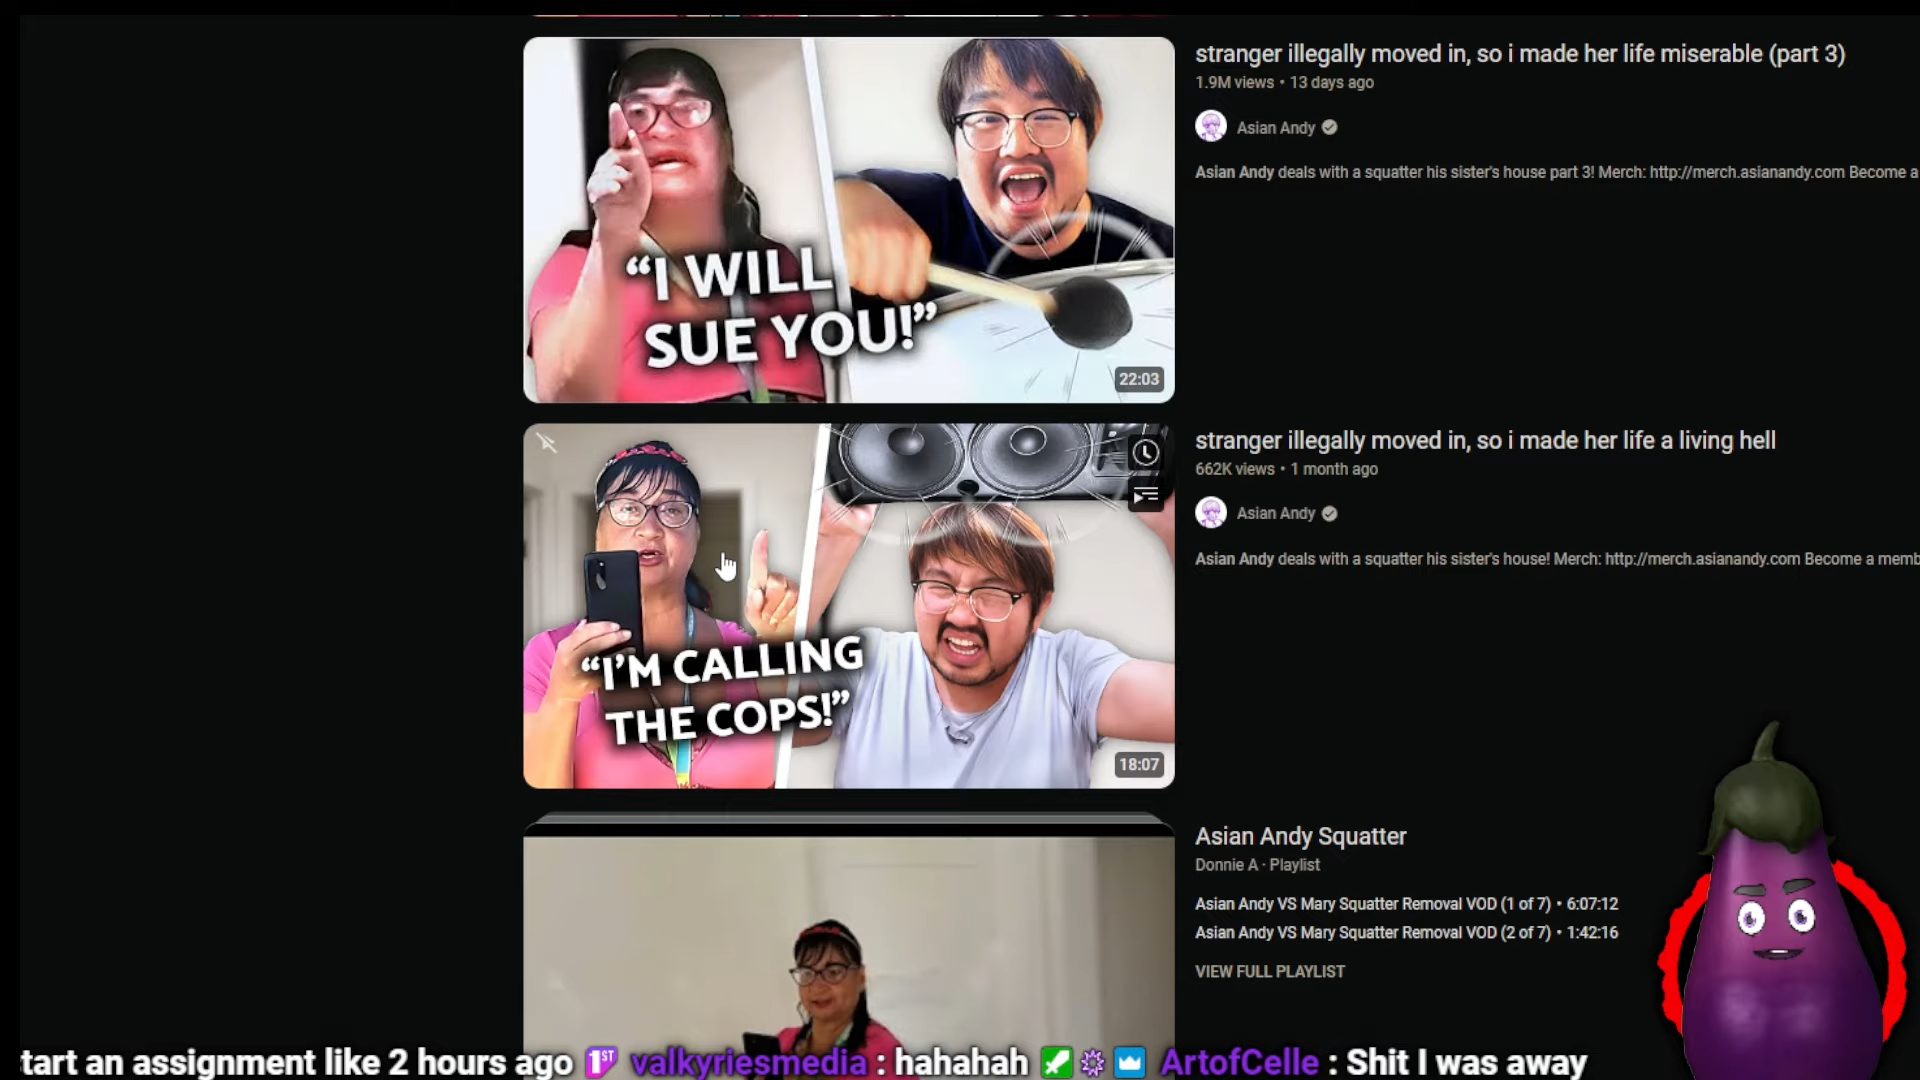 stranger illegally moved in, so i made her life miserable (part 3)
1.9M views • 13 days ago
Asian Andy
Asian Andy deals with a squatter his sister's house part 3! Merch: http://merch.asianandy.com Become a
“I WILL
SUE YOU!”
22:03
stranger illegally moved in, so i made her life a living hell
662K views • 1 month ago
Asian Andy
Asian Andy deals with a squatter his sister's house! Merch: http://merch.asianandy.com Become a memb
“I'M CALLING
THE COPS!”
18:07
Asian Andy Squatter
Donnie A · Playlist
Asian Andy VS Mary Squatter Removal VOD (1 of 7) • 6:07:12
Asian Andy VS Mary Squatter Removal VOD (2 of 7) • 1:42:16
VIEW FULL PLAYLIST
tart an assignment like 2 hours ago 1ST valkyriesmedia : hahahah ArtofCelle : Shit I was away